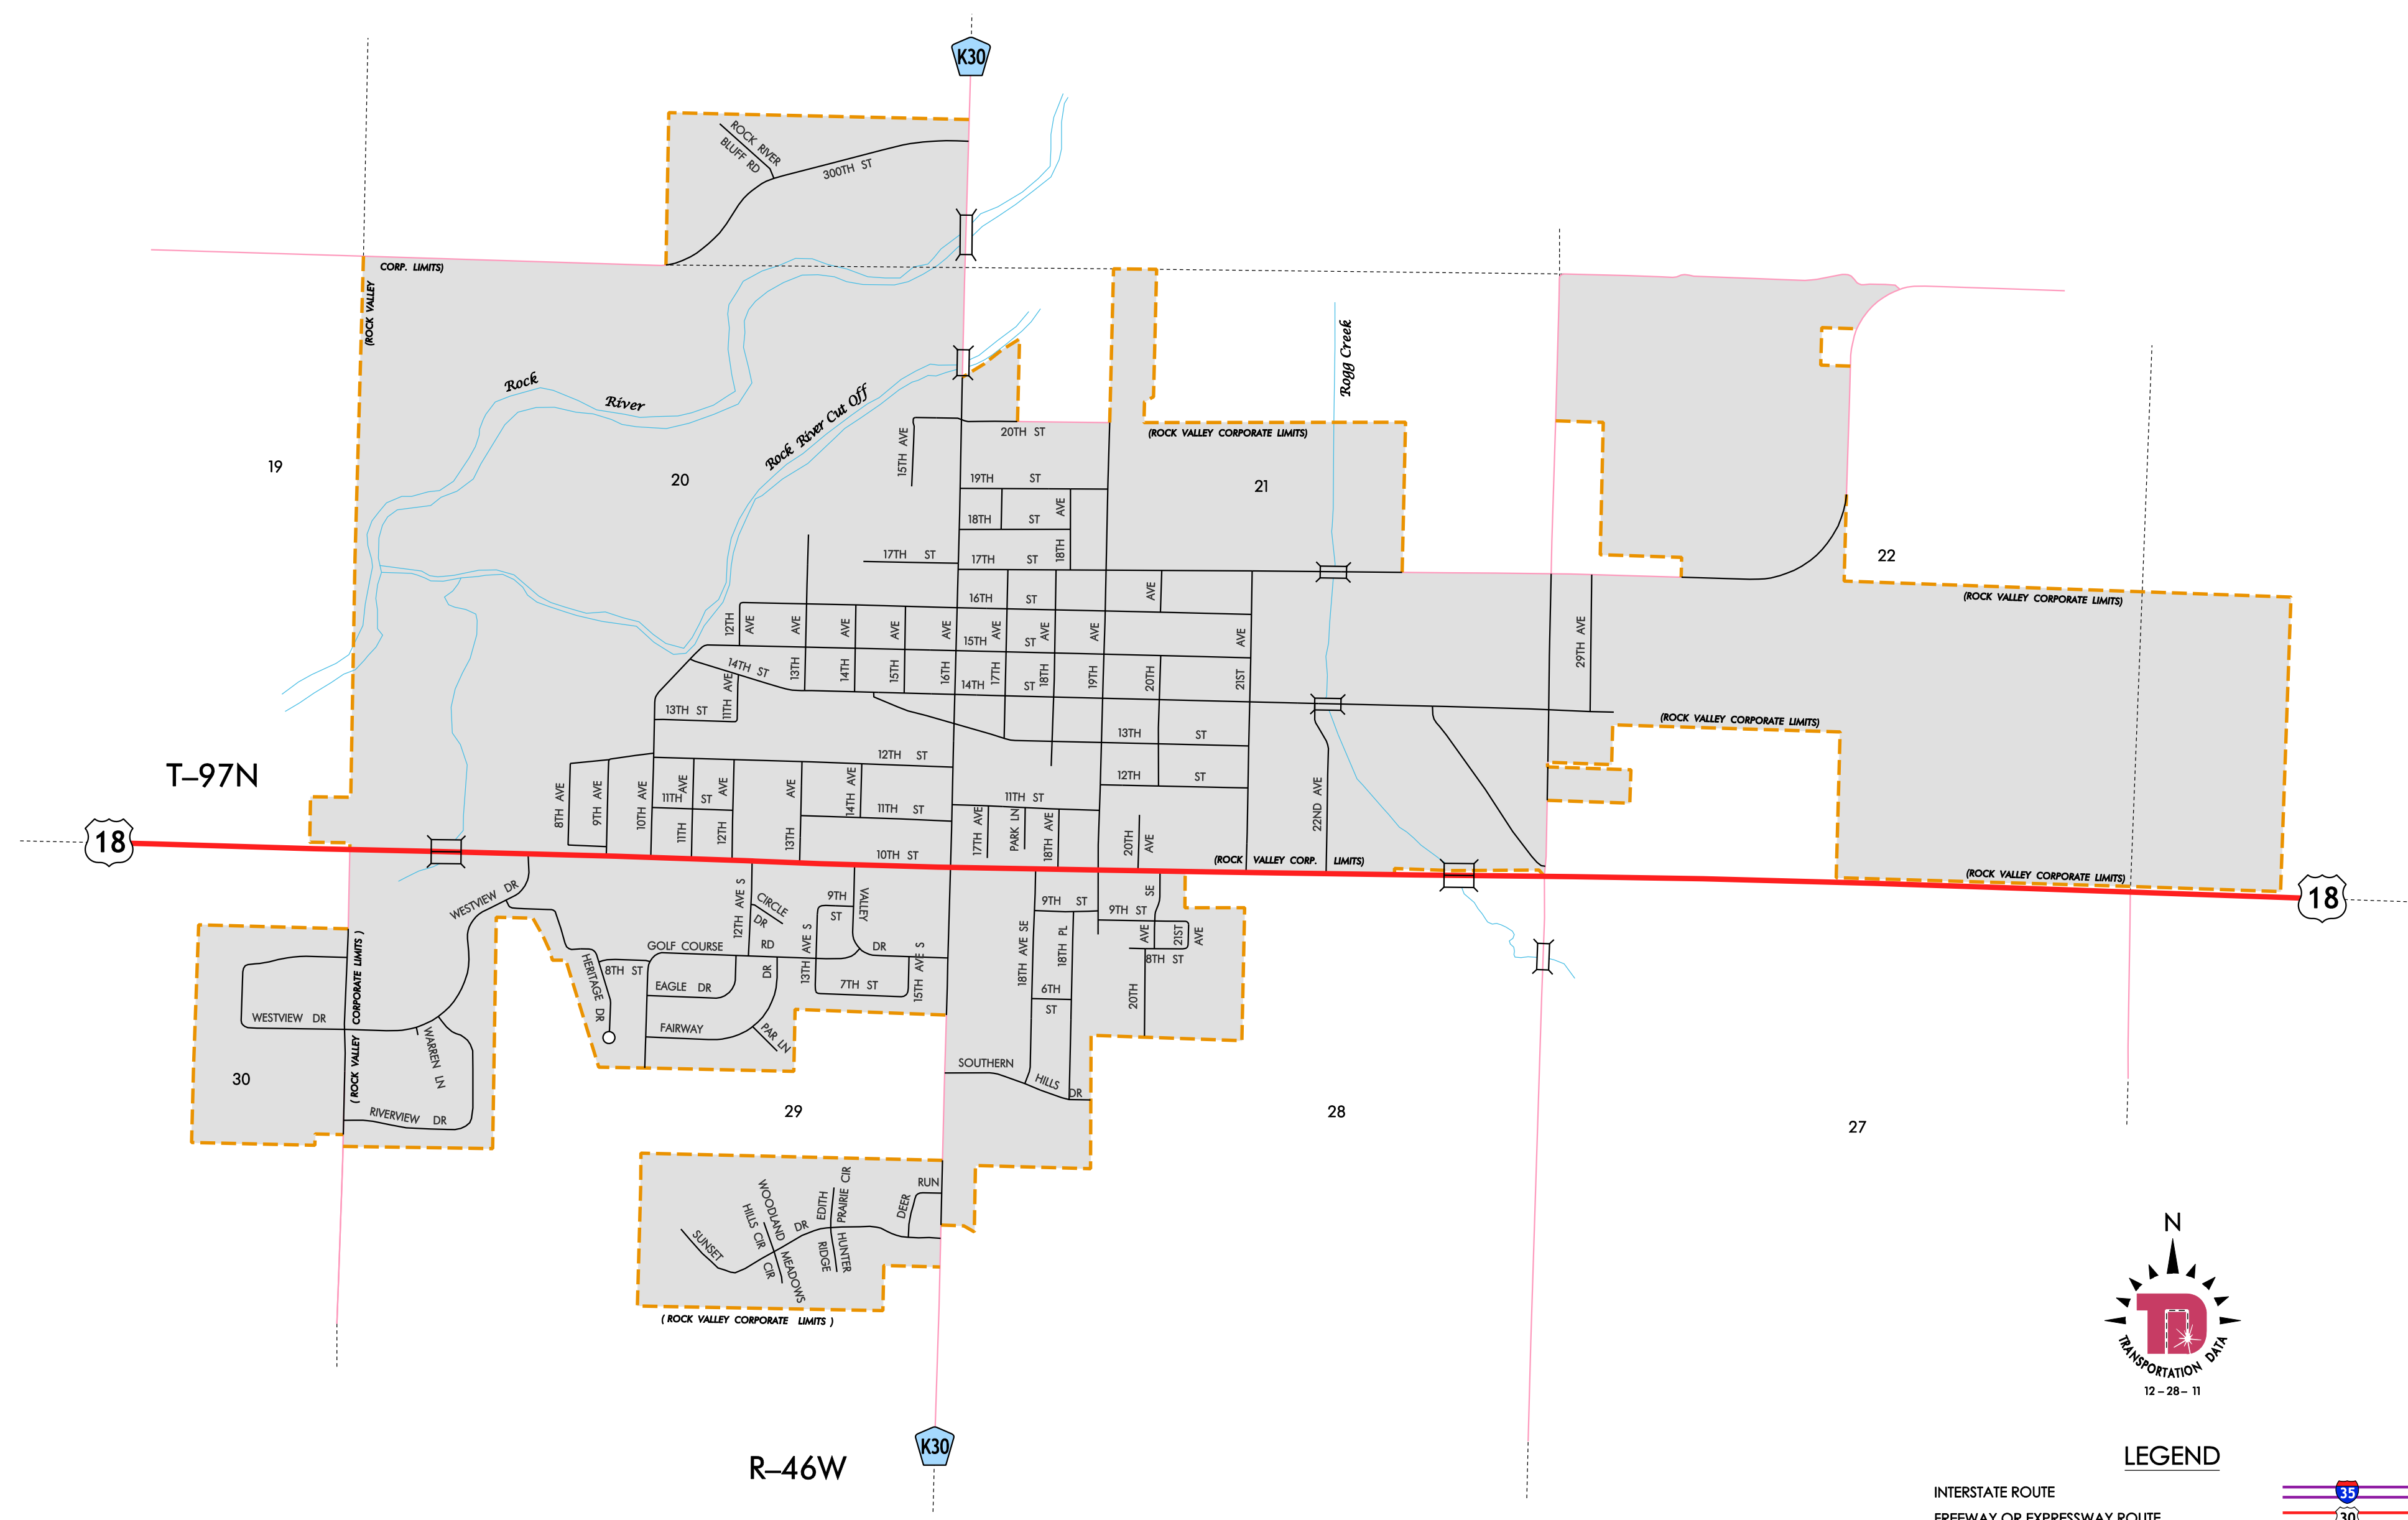 K30
ROCK RIVER
BLUFF RD
300TH ST
CORP. LIMITS)
(ROCK VALLEY
Rock
River
Rock River Cut Off
Rogg Creek
15TH AVE
20TH ST
(ROCK VALLEY CORPORATE LIMITS)
19
20
21
22
19TH ST
18TH ST
18TH AVE
17TH ST
17TH ST
16TH ST
AVE
(ROCK VALLEY CORPORATE LIMITS)
12TH AVE
13TH AVE
14TH AVE
15TH AVE
16TH AVE
15TH ST
17TH AVE
18TH AVE
19TH AVE
20TH
21ST AVE
29TH AVE
14TH ST
14TH ST
11TH AVE
13TH ST
13TH ST
(ROCK VALLEY CORPORATE LIMITS)
T–97N
12TH ST
12TH ST
8TH AVE
9TH AVE
10TH AVE
11TH AVE
11TH ST
12TH AVE
13TH AVE
14TH AVE
11TH ST
11TH ST
17TH AVE
PARK LN
18TH AVE
20TH AVE
22ND AVE
18
10TH ST
(ROCK VALLEY CORP. LIMITS)
(ROCK VALLEY CORPORATE LIMITS)
18
WESTVIEW DR
12TH AVE S
CIRCLE DR
9TH ST
VALLEY DR
9TH ST
9TH ST
20TH AVE SE
21ST AVE
8TH ST
GOLF COURSE RD
13TH AVE S
15TH AVE S
18TH AVE SE
18TH PL
HERITAGE DR
8TH ST
EAGLE DR
7TH ST
6TH ST
FAIRWAY DR
PAR LN
WESTVIEW DR
( ROCK VALLEY CORPORATE LIMITS )
WARREN LN
RIVERVIEW DR
SOUTHERN HILLS DR
30
29
28
27
RUN
DEER
EDITH
PRAIRIE CIR
WOODLAND
HILLS CIR
SUNSET DR
HUNTER
RIDGE
MEADOWS
CIR
( ROCK VALLEY CORPORATE LIMITS )
N
TD
TRANSPORTATION DATA
12–28–11
K30
R–46W
LEGEND
INTERSTATE ROUTE
35
FREEWAY OR EXPRESSWAY ROUTE
30